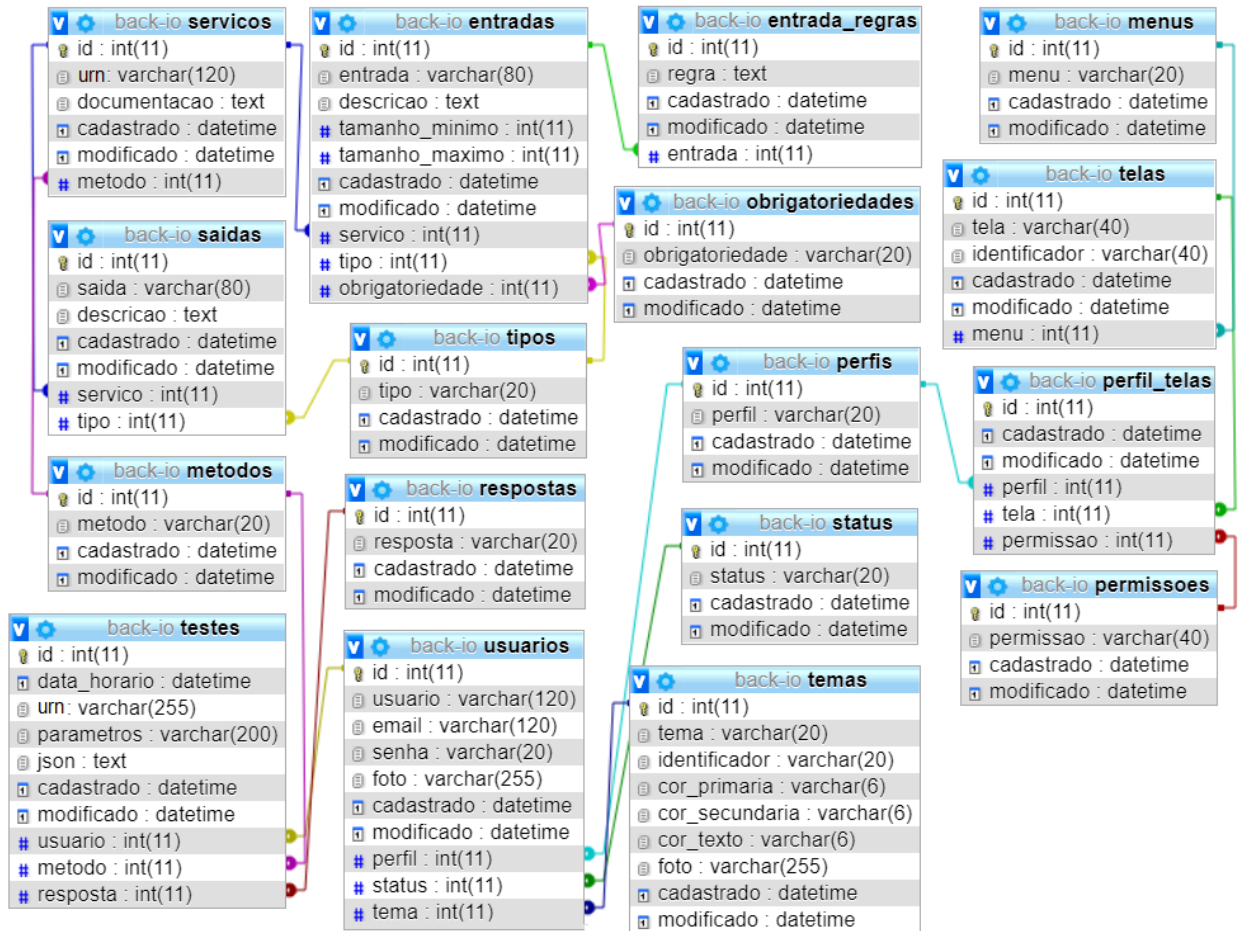 back-io servicos
id : int(11)
urn: varchar(120)
documentacao : text
cadastrado : datetime
modificado : datetime
metodo : int(11)
back-io entradas
id : int(11)
entrada : varchar(80)
descricao : text
tamanho_minimo : int(11)
tamanho_maximo : int(11)
cadastrado : datetime
modificado : datetime
servico : int(11)
tipo : int(11)
obrigatoriedade : int(11)
back-io entrada_regras
id : int(11)
regra : text
cadastrado : datetime
modificado : datetime
entrada : int(11)
back-io menus
id : int(11)
menu : varchar(20)
cadastrado : datetime
modificado : datetime
back-io telas
id : int(11)
tela : varchar(40)
identificador : varchar(40)
cadastrado : datetime
modificado : datetime
menu : int(11)
back-io obrigatoriedades
id : int(11)
obrigatoriedade : varchar(20)
cadastrado : datetime
modificado : datetime
back-io saidas
id : int(11)
saida : varchar(80)
descricao : text
cadastrado : datetime
modificado : datetime
servico : int(11)
tipo : int(11)
back-io tipos
id : int(11)
tipo : varchar(20)
cadastrado : datetime
modificado : datetime
back-io perfis
id : int(11)
perfil : varchar(20)
cadastrado : datetime
modificado : datetime
back-io perfil_telas
id : int(11)
cadastrado : datetime
modificado : datetime
perfil : int(11)
tela : int(11)
permissao : int(11)
back-io metodos
id : int(11)
metodo : varchar(20)
cadastrado : datetime
modificado : datetime
back-io respostas
id : int(11)
resposta : varchar(20)
cadastrado : datetime
modificado : datetime
back-io status
id : int(11)
status : varchar(20)
cadastrado : datetime
modificado : datetime
back-io permissoes
id : int(11)
permissao : varchar(40)
cadastrado : datetime
modificado : datetime
back-io testes
id : int(11)
data_horario : datetime
urn: varchar(255)
parametros : varchar(200)
json : text
cadastrado : datetime
modificado : datetime
usuario : int(11)
metodo : int(11)
resposta : int(11)
back-io usuarios
id : int(11)
usuario : varchar(120)
email : varchar(120)
senha : varchar(20)
foto : varchar(255)
cadastrado : datetime
modificado : datetime
perfil : int(11)
status : int(11)
tema : int(11)
back-io temas
id : int(11)
tema : varchar(20)
identificador : varchar(20)
cor_primaria : varchar(6)
cor_secundaria : varchar(6)
cor_texto : varchar(6)
foto : varchar(255)
cadastrado : datetime
modificado : datetime